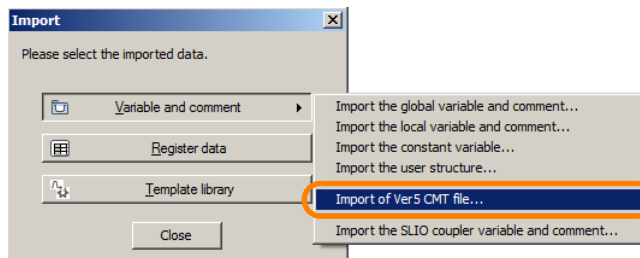 Import
Please select the imported data.
Variable and comment
Register data
Template library
Close
Import the global variable and comment...
Import the local variable and comment...
Import the constant variable...
Import the user structure...
Import of Ver5 CMT file...
Import the SLIO coupler variable and comment...